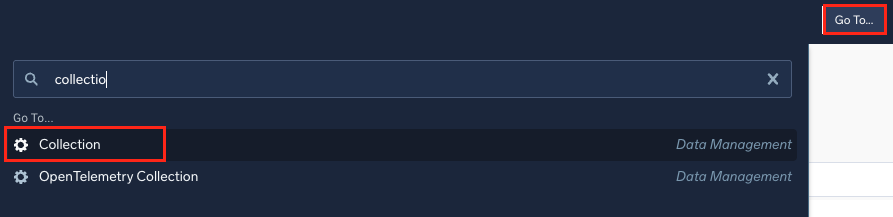 Go To...
collectio
Go To...
Collection Data Management
OpenTelemetry Collection Data Management